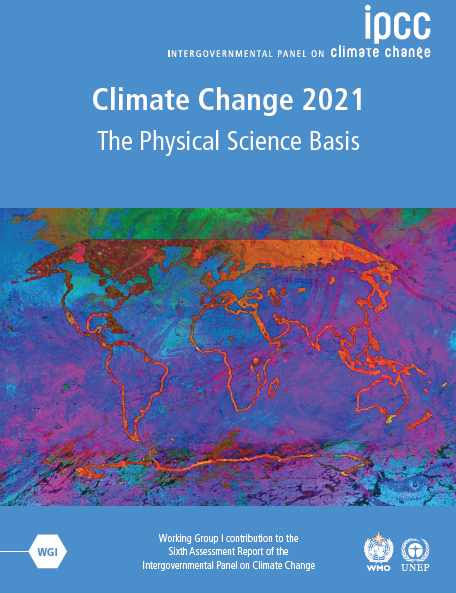 ipcc
INTERGOVERNMENTAL PANEL ON climate change
Climate Change 2021
The Physical Science Basis
WGI
Working Group I contribution to the
Sixth Assessment Report of the
Intergovernmental Panel on Climate Change
WMO
UNEP